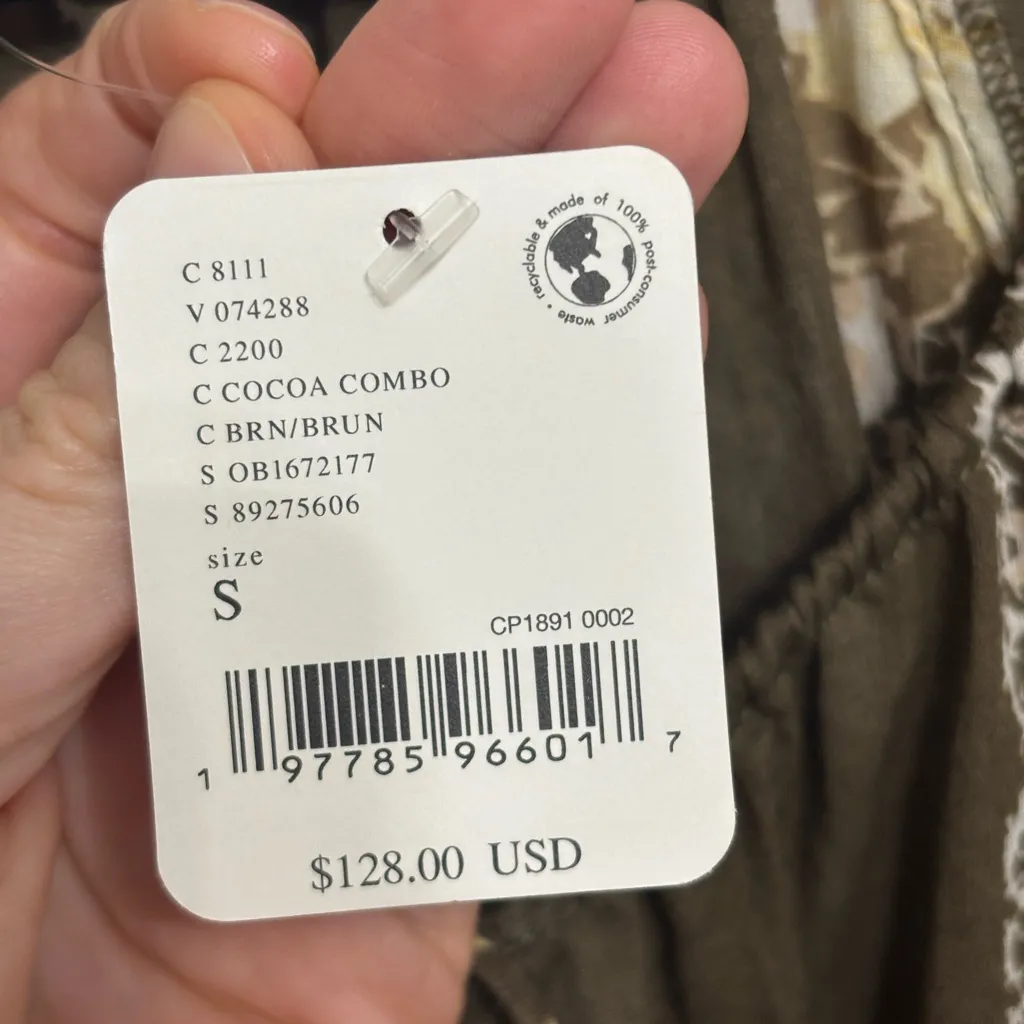 recyclable & made of 100% post-consumer waste •
C 8111
V 074288
C 2200
C COCOA COMBO
C BRN/BRUN
S OB1672177
S 89275606
size
S
CP1891 0002
1 97785 96601 7
$128.00 USD